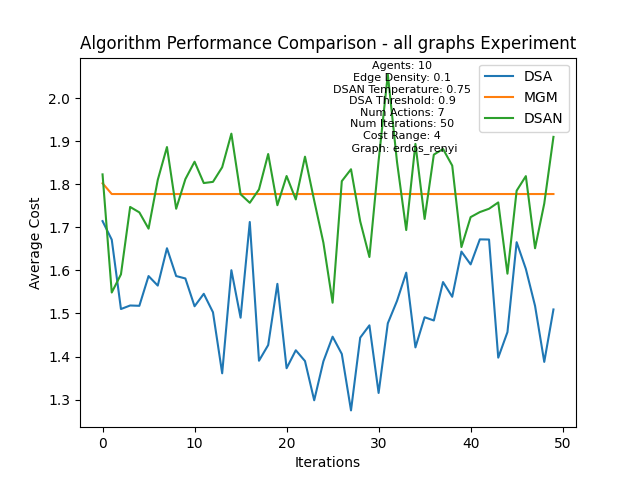 Algorithm Performance Comparison - all graphs Experiment
Agents: 10
Edge Density: 0.1
DSAN Temperature: 0.75
DSA Threshold: 0.9
Num Actions: 7
Num Iterations: 50
Cost Range: 4
Graph: erdos_renyi
DSA
MGM
DSAN
Average Cost
2.0
1.9
1.8
1.7
1.6
1.5
1.4
1.3
0
10
20
30
40
50
Iterations